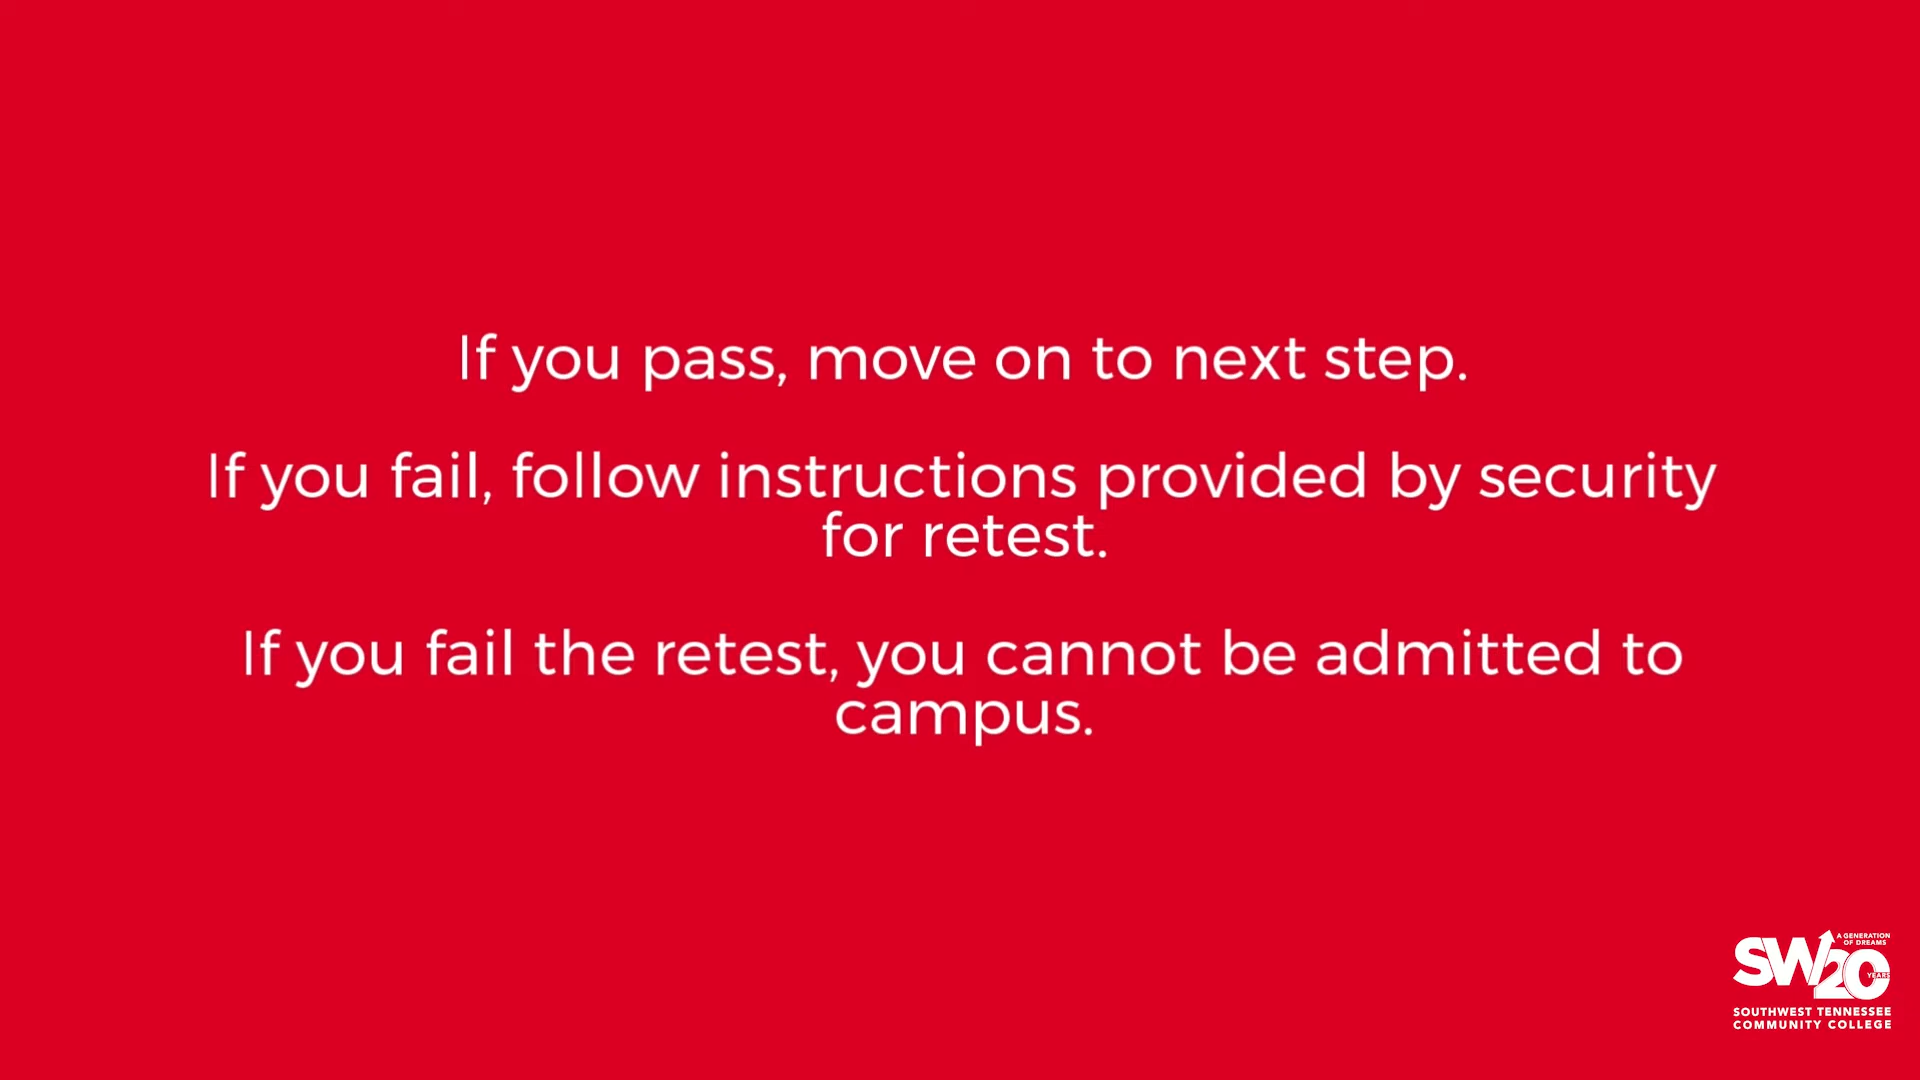 If you pass, move on to next step.
If you fail, follow instructions provided by security
for retest.
If you fail the retest, you cannot be admitted to
campus.
A GENERATION
OF DREAMS
SW20
YEARS
SOUTHWEST TENNESSEE
COMMUNITY COLLEGE